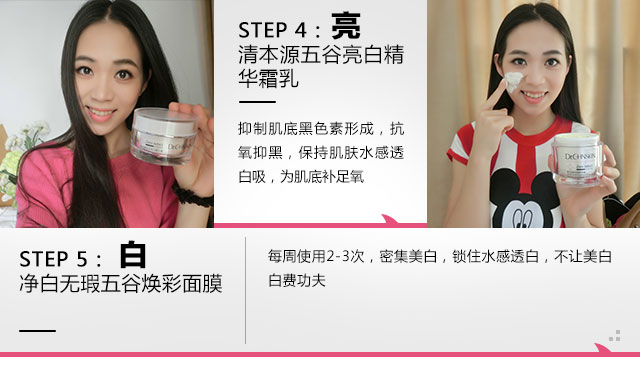 STEP 4：亮
清本源五谷亮白精
华霜乳
抑制肌底黑色素形成，抗
氧抑黑，保持肌肤水感透
白吸，为肌底补足氧
STEP 5： 白
净白无瑕五谷焕彩面膜
每周使用2-3次，密集美白，锁住水感透白，不让美白
白费功夫